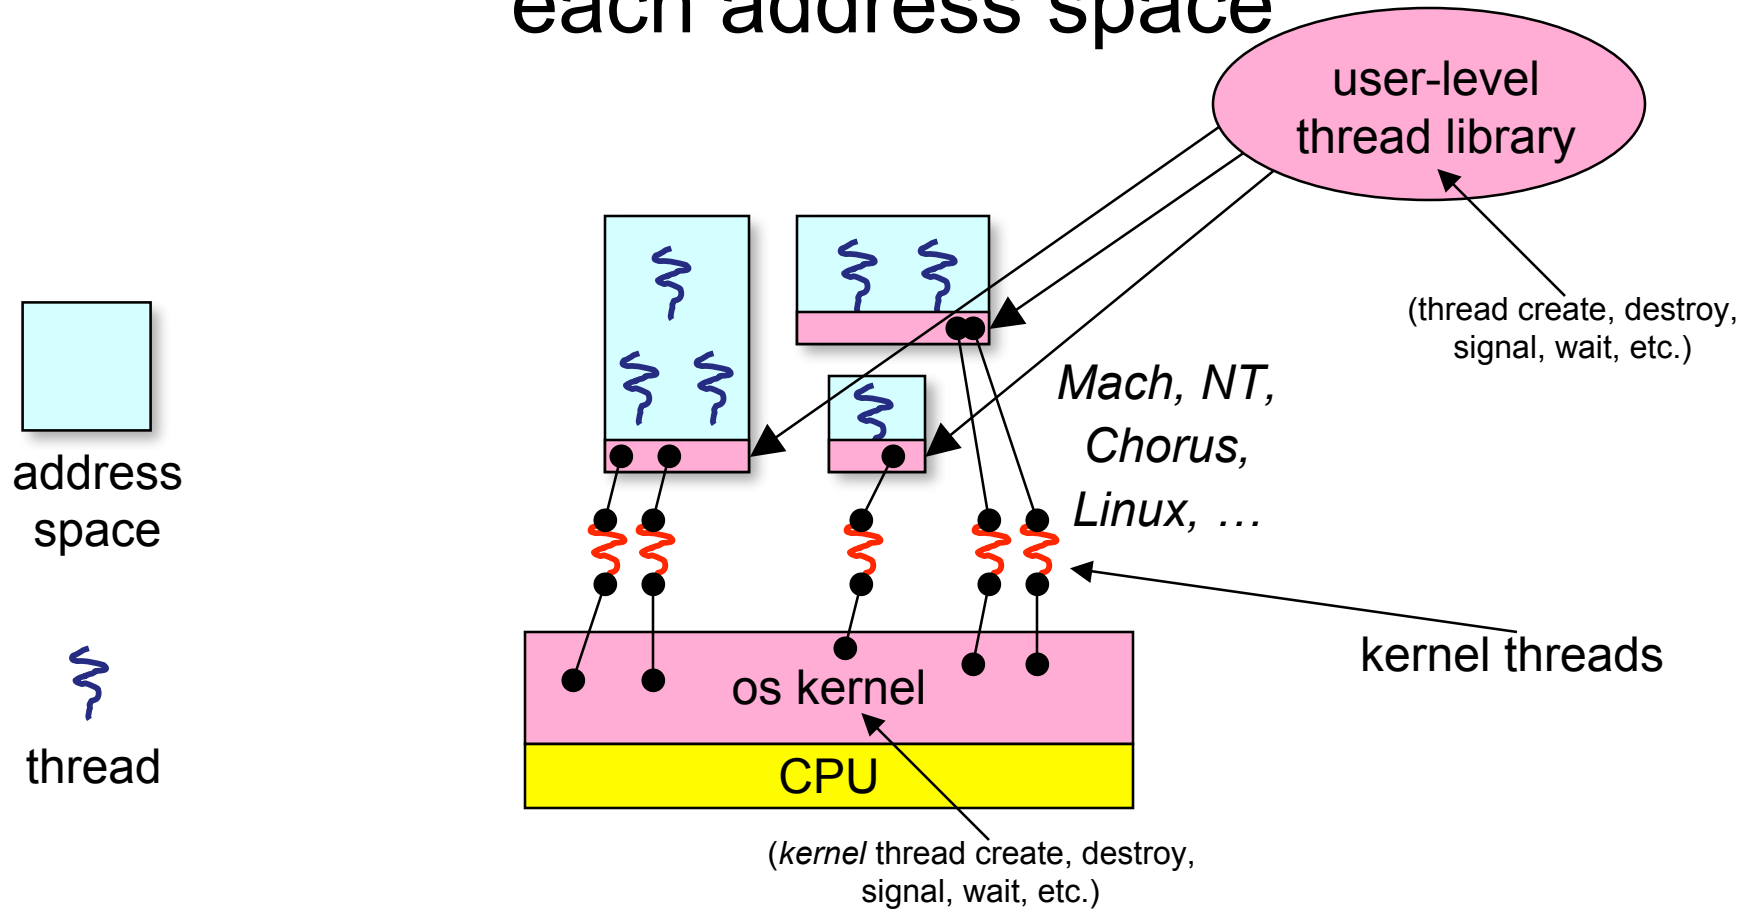 each address space
user-level
thread library
(thread create, destroy,
signal, wait, etc.)
Mach, NT,
Chorus,
Linux, …
address
space
kernel threads
os kernel
thread
CPU
(kernel thread create, destroy,
signal, wait, etc.)